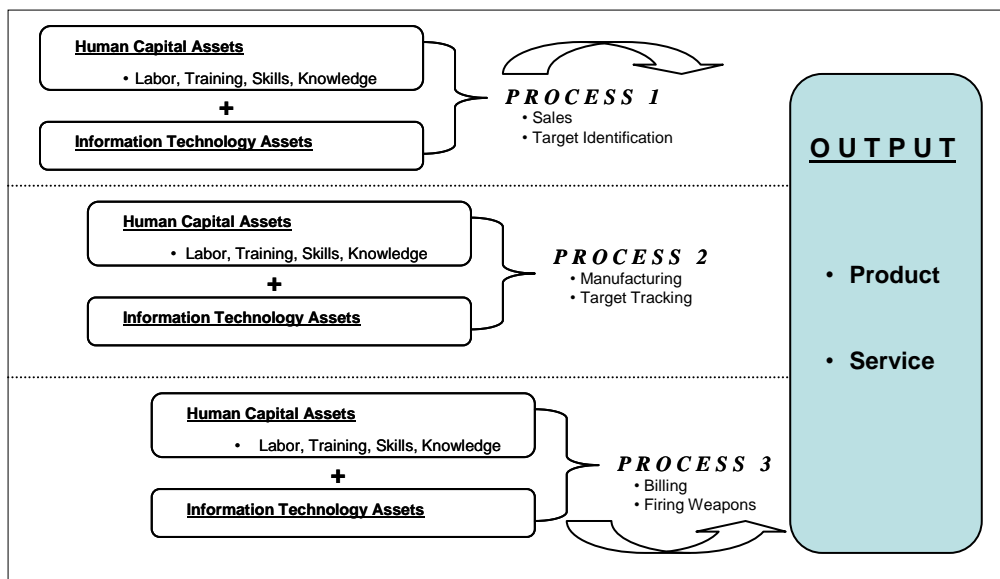 Human Capital Assets
• Labor, Training, Skills, Knowledge
+
Information Technology Assets
PROCESS 1
• Sales
• Target Identification
Human Capital Assets
• Labor, Training, Skills, Knowledge
+
Information Technology Assets
PROCESS 2
• Manufacturing
• Target Tracking
Human Capital Assets
• Labor, Training, Skills, Knowledge
+
Information Technology Assets
PROCESS 3
• Billing
• Firing Weapons
OUTPUT
• Product
• Service